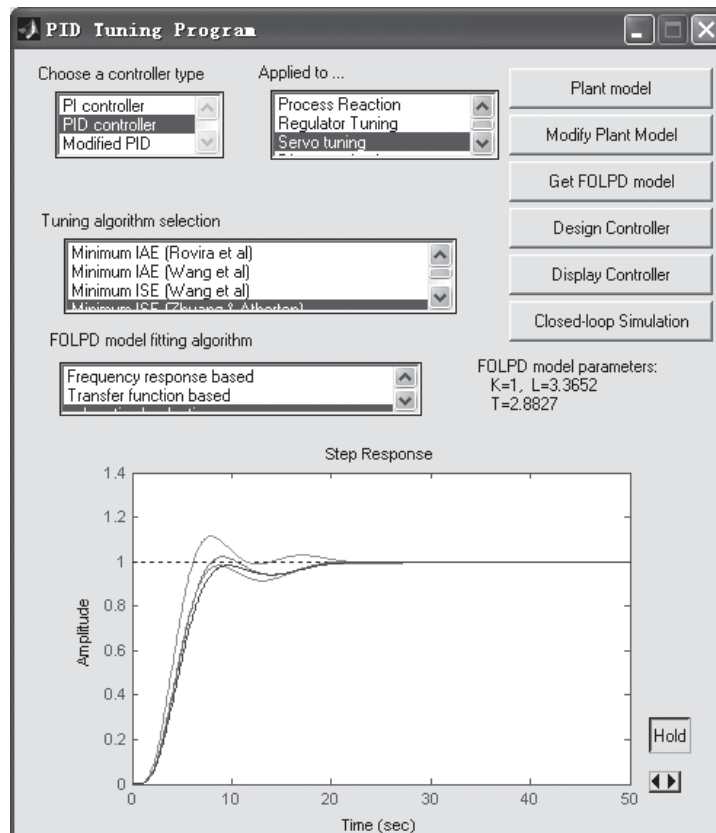 PID Tuning Program
Choose a controller type
Applied to ...
PI controller
PID controller
Modified PID
Process Reaction
Regulator Tuning
Servo tuning
Plant model
Modify Plant Model
Get FOLPD model
Design Controller
Display Controller
Closed-loop Simulation
Tuning algorithm selection
Minimum IAE (Rovira et al)
Minimum IAE (Wang et al)
Minimum ISE (Wang et al)
Minimum ISE (Zhuang & Atherton)
FOLPD model fitting algorithm
Frequency response based
Transfer function based
FOLPD model parameters:
K=1, L=3.3652
T=2.8827
Step Response
1.4
1.2
1
0.8
0.6
0.4
0.2
0
Amplitude
0 10 20 30 40 50
Time (sec)
Hold